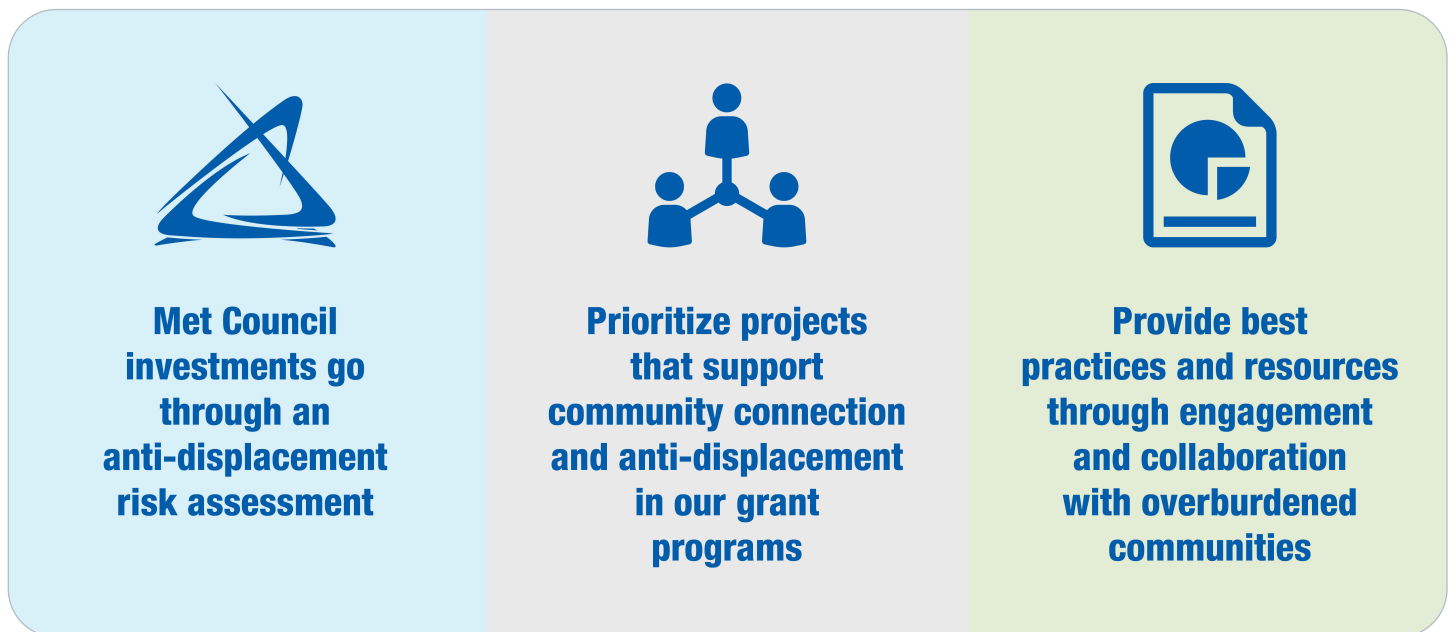 Met Council
investments go
through an
anti-displacement
risk assessment
Prioritize projects
that support
community connection
and anti-displacement
in our grant
programs
Provide best
practices and resources
through engagement
and collaboration
with overburdened
communities